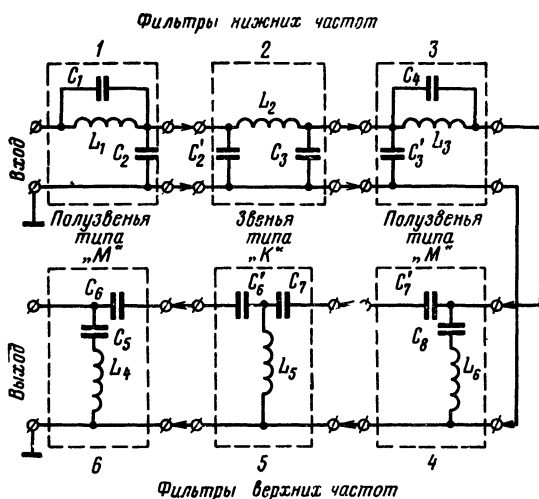 Фильтры нижних частот
1 2 3
C1 L2 C4
L1 C2 C2' C3 C3' L3
Вход
Полузвенья типа „М“
Звенья типа „К“
Полузвенья типа „М“
C6 C6' C7 C7'
C5 C8
L4 L5 L6
Выход
6 5 4
Фильтры верхних частот